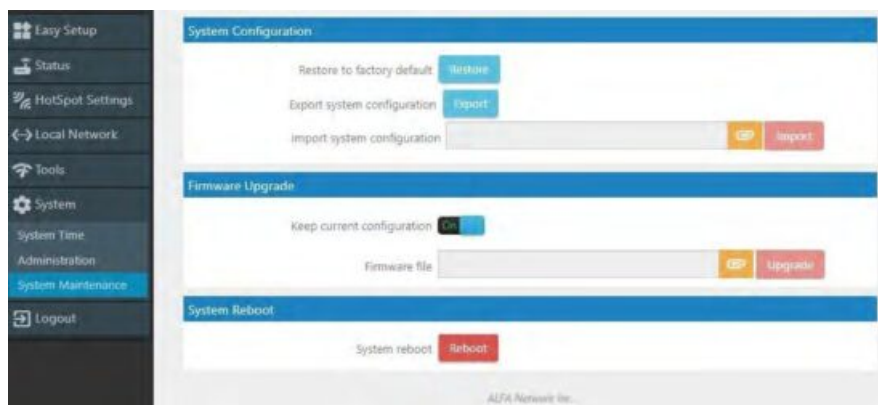 Easy Setup
Status
HotSpot Settings
Local Network
Tools
System
System Time
Administration
System Maintenance
Logout
System Configuration
Restore to factory default Restore
Export system configuration Export
Import system configuration Import
Firmware Upgrade
Keep current configuration On
Firmware file Upgrade
System Reboot
System reboot Reboot
ALFA Network Inc.